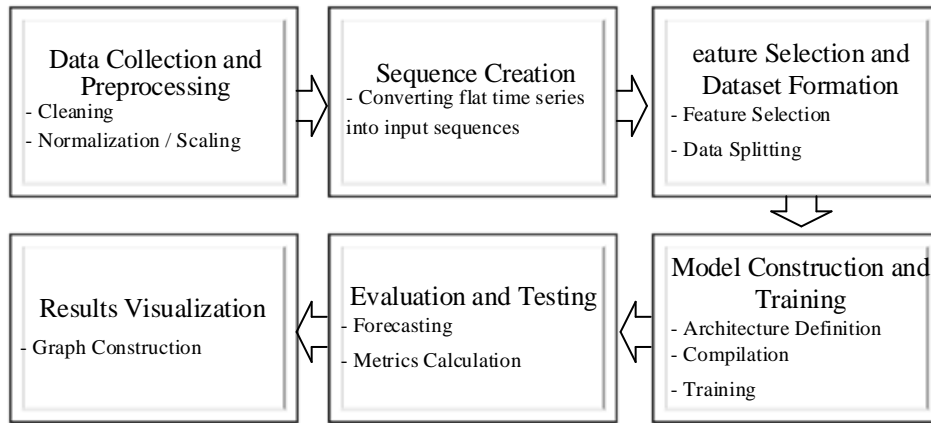 Data Collection and
Preprocessing
- Cleaning
- Normalization / Scaling
Sequence Creation
- Converting flat time series
into input sequences
eature Selection and
Dataset Formation
- Feature Selection
- Data Splitting
Model Construction and
Training
- Architecture Definition
- Compilation
- Training
Evaluation and Testing
- Forecasting
- Metrics Calculation
Results Visualization
- Graph Construction